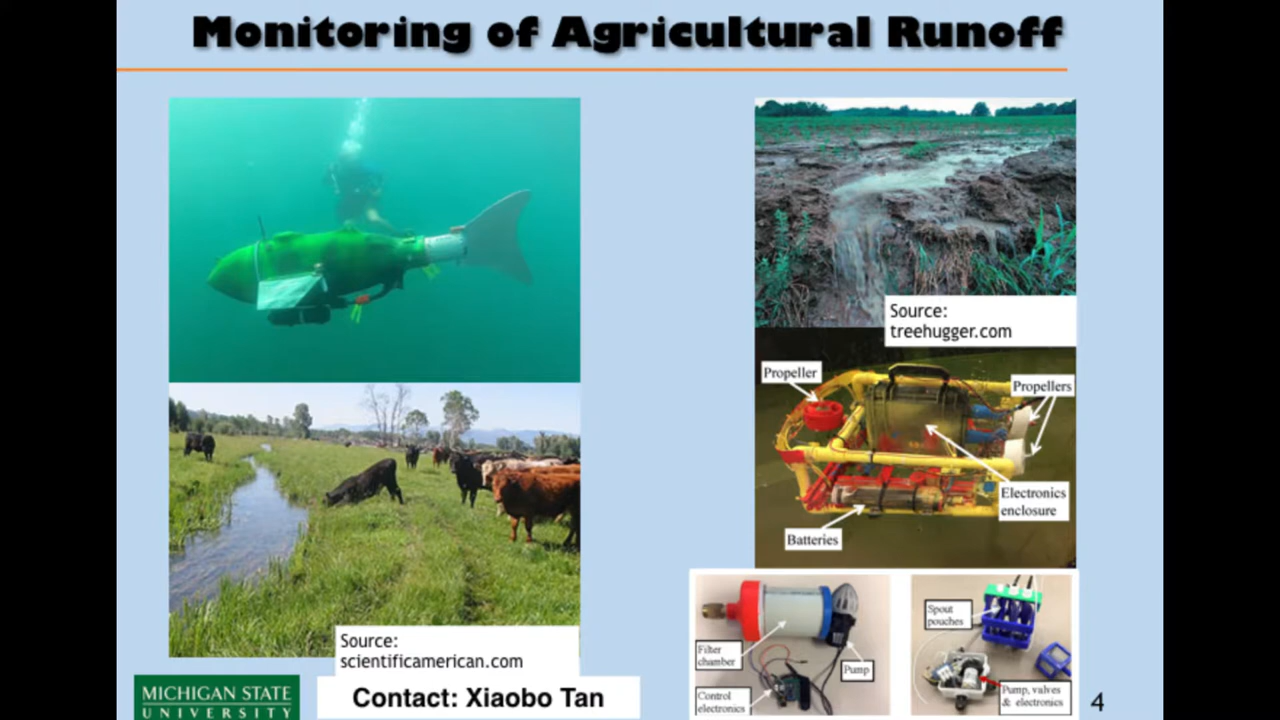 Monitoring of Agricultural Runoff
Source:
treehugger.com
Propeller
Propellers
Electronics
enclosure
Batteries
Source:
scientificamerican.com
Filter
chamber
Pump
Control
electronics
Spout
pouches
Pump, valves
& electronics
MICHIGAN STATE
UNIVERSITY
Contact: Xiaobo Tan
4